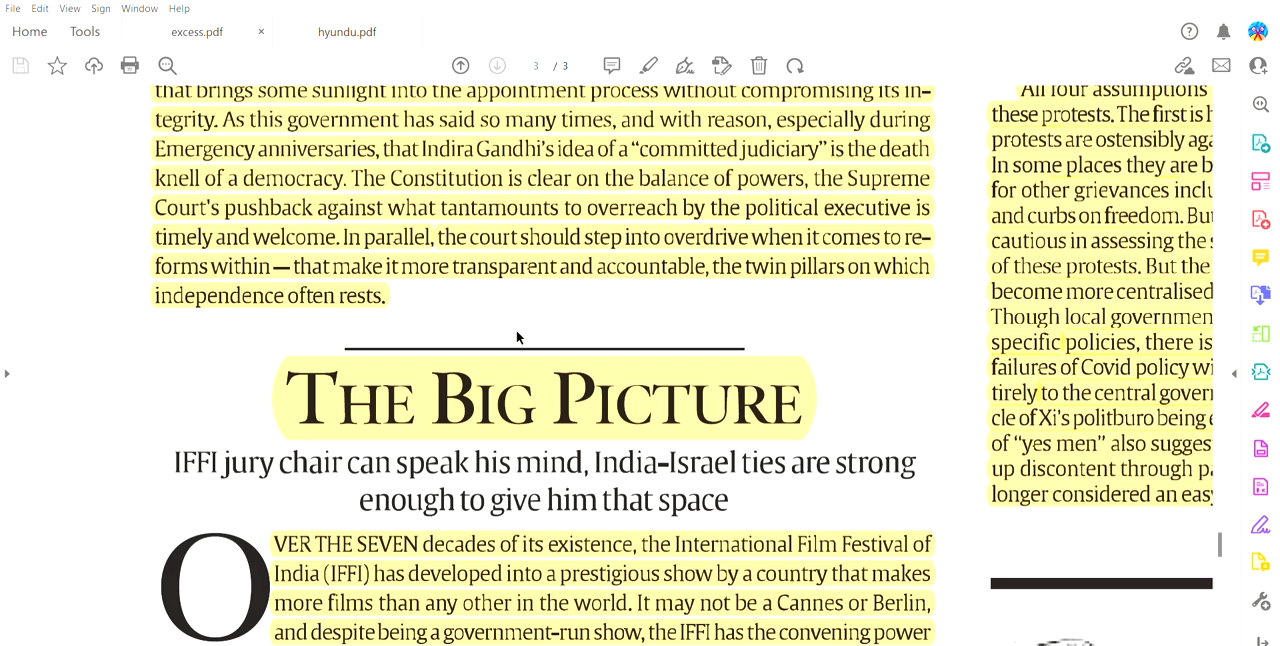 File Edit View Sign Window Help
Home Tools excess.pdf × hyundu.pdf
3 / 3
that brings some sunlight into the appointment process without compromising its in-
tegrity. As this government has said so many times, and with reason, especially during
Emergency anniversaries, that Indira Gandhi's idea of a “committed judiciary” is the death
knell of a democracy. The Constitution is clear on the balance of powers, the Supreme
Court's pushback against what tantamounts to overreach by the political executive is
timely and welcome. In parallel, the court should step into overdrive when it comes to re-
forms within — that make it more transparent and accountable, the twin pillars on which
independence often rests.
THE BIG PICTURE
IFFI jury chair can speak his mind, India-Israel ties are strong
enough to give him that space
OVER THE SEVEN decades of its existence, the International Film Festival of
India (IFFI) has developed into a prestigious show by a country that makes
more films than any other in the world. It may not be a Cannes or Berlin,
and despite being a government-run show, the IFFI has the convening power
All four assumptions
these protests. The first is
protests are ostensibly
In some places they are
for other grievances
and curbs on freedom.
cautious in assessing the
of these protests. But the
become more centralised
Though local
specific policies, there is
failures of Covid policy
tirely to the central
cle of Xi's politburo being
of “yes men” also
up discontent through
longer considered an